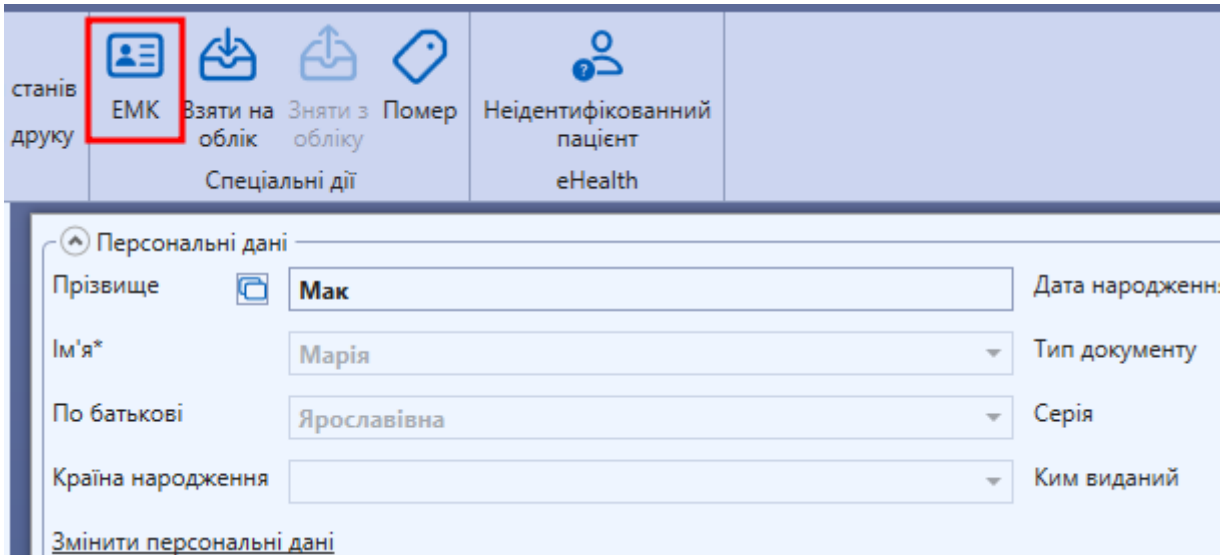 станів
друку
ЕМК
Взяти на
облік
Зняти з
обліку
Помер
Неідентифікованний
пацієнт
Спеціальні дії
eHealth
Персональні дані
Прізвище
Мак
Дата народження
Ім'я*
Марія
Тип документу
По батькові
Ярославівна
Серія
Країна народження
Ким виданий
Змінити персональні дані